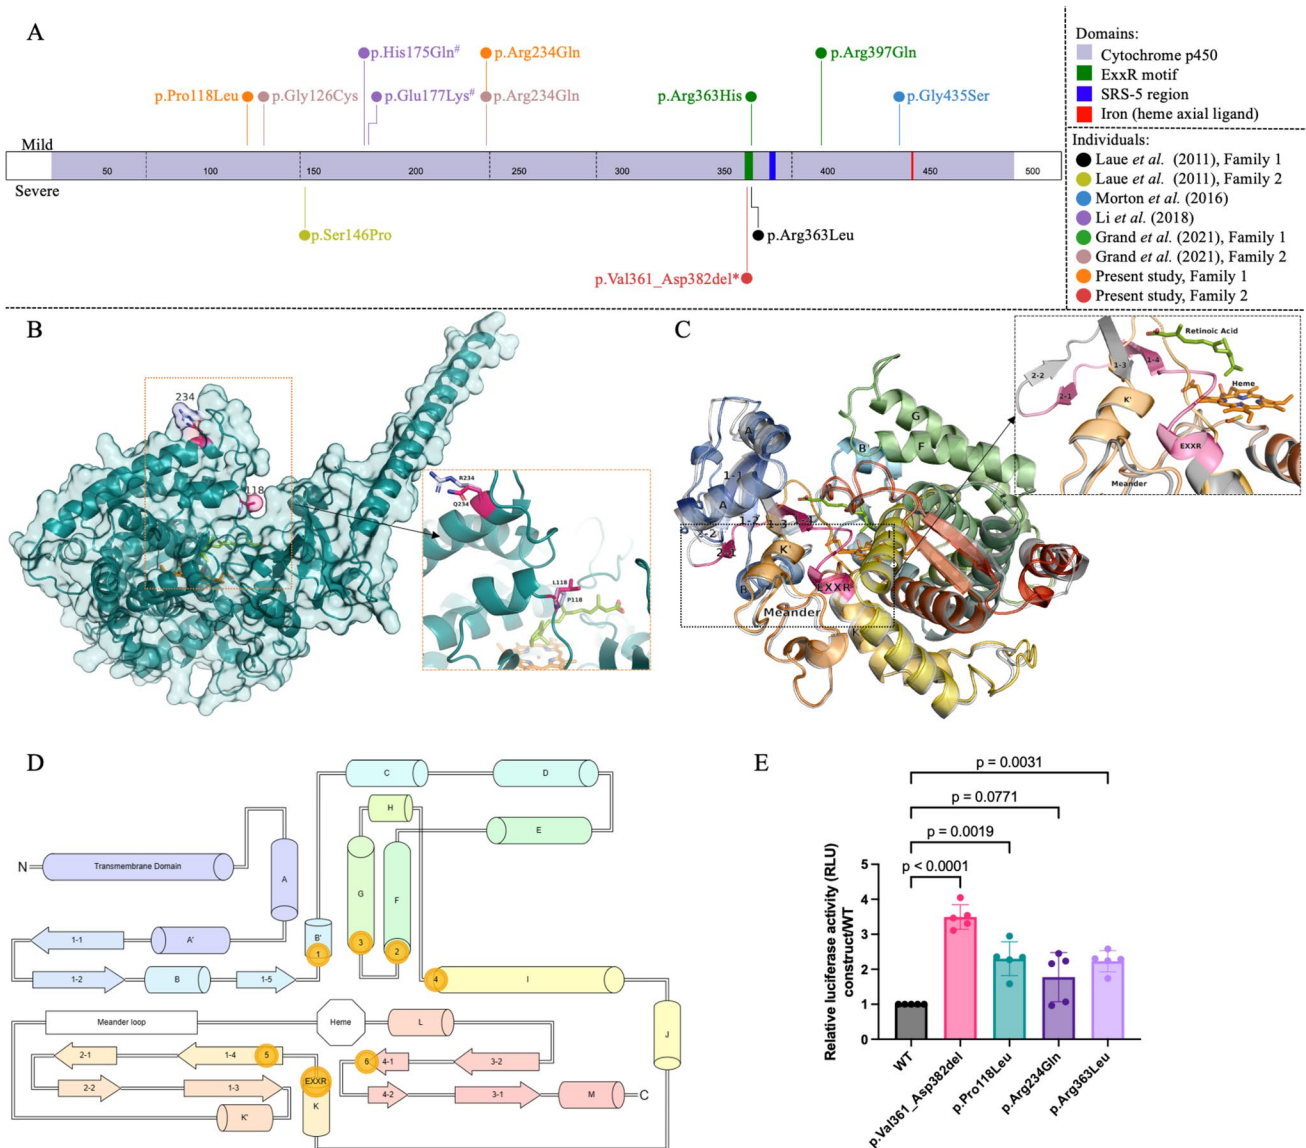 A
p.His175Gln#
p.Arg234Gln
p.Arg397Gln
p.Pro118Leu
p.Gly126Cys
p.Glu177Lys#
p.Arg234Gln
p.Arg363His
p.Gly435Ser
Mild
50
100
150
200
250
300
350
400
450
500
Severe
p.Ser146Pro
p.Arg363Leu
p.Val361_Asp382del*
Domains:
Cytochrome p450
ExxR motif
SRS-5 region
Iron (heme axial ligand)
Individuals:
Laue et al. (2011), Family 1
Laue et al. (2011), Family 2
Morton et al. (2016)
Li et al. (2018)
Grand et al. (2021), Family 1
Grand et al. (2021), Family 2
Present study, Family 1
Present study, Family 2
B
234
118
R234
Q234
L118
P118
C
Retinoic Acid
2-2
1-3
1-4
2-1
Heme
K'
EXXR
Meander
G
F
B'
A
1-1
A
2-2
1-3
K'
I
B
EXXR
Meander
D
C
D
H
E
N
Transmembrane Domain
A
G
F
1-1
A'
B'
1
3
2
1-2
B
1-5
4
I
Meander loop
Heme
L
J
2-1
1-4
5
6
4-1
3-2
2-2
1-3
EXXR
K
4-2
3-1
M
C
K'
E
p = 0.0031
p = 0.0771
p = 0.0019
p < 0.0001
Relative luciferase activity (RLU)
construct/WT
5
4
3
2
1
0
WT
p.Val361_Asp382del
p.Pro118Leu
p.Arg234Gln
p.Arg363Leu